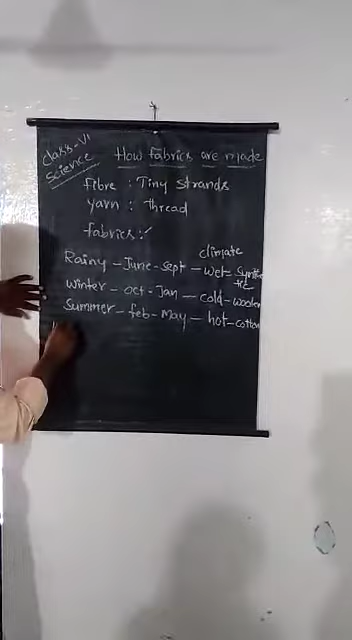 Class-VI
Science
How fabrics are made
Fibre : Tiny strands
Yarn : Thread
fabrics:-
climate
Rainy - June - Sept - Wet - Synthetic
Winter - Oct - Jan - cold - woolen
Summer - feb - May - hot - cotton